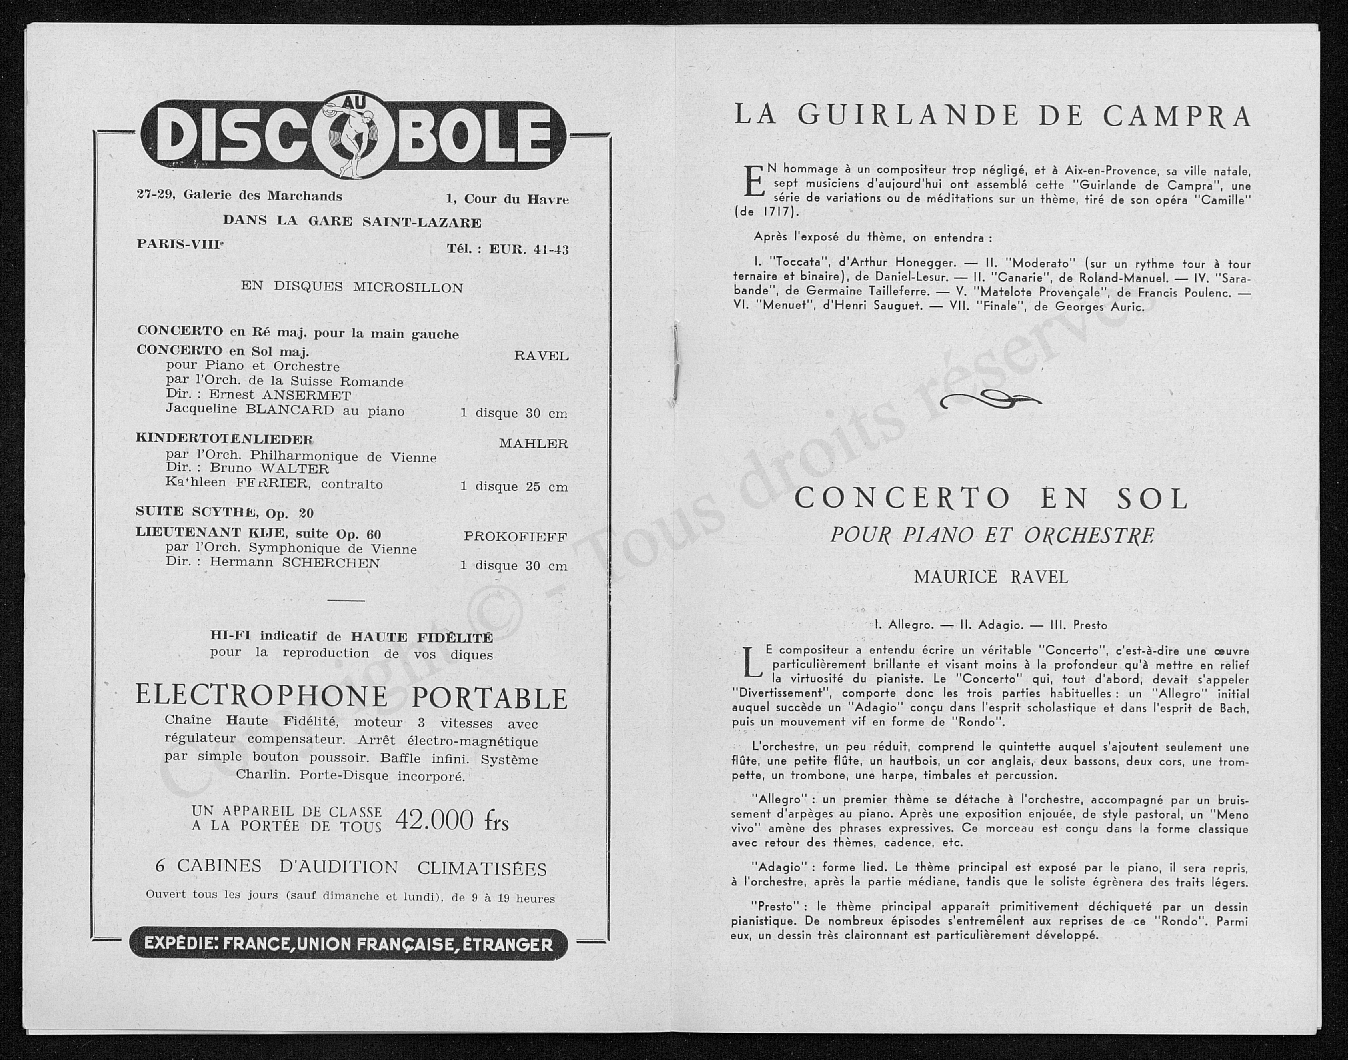 AU
DISCOBOLE
27-29, Galerie des Marchands 1, Cour du Havre
DANS LA GARE SAINT-LAZARE
PARIS-VIIIe Tél. : EUR. 41-43
EN DISQUES MICROSILLON
CONCERTO en Ré maj. pour la main gauche
CONCERTO en Sol maj. RAVEL
pour Piano et Orchestre
par l'Orch. de la Suisse Romande
Dir. : Ernest ANSERMET
Jacqueline BLANCARD au piano 1 disque 30 cm
KINDERTOTENLIEDER MAHLER
par l'Orch. Philharmonique de Vienne
Dir. : Bruno WALTER
Kathleen FERRIER, contralto 1 disque 25 cm
SUITE SCYTHE, Op. 20
LIEUTENANT KIJE, suite Op. 60 PROKOFIEFF
par l'Orch. Symphonique de Vienne
Dir. : Hermann SCHERCHEN 1 disque 30 cm
HI-FI indicatif de HAUTE FIDÉLITÉ
pour la reproduction de vos diques
ELECTROPHONE PORTABLE
Chaîne Haute Fidélité, moteur 3 vitesses avec
régulateur compensateur. Arrêt électro-magnétique
par simple bouton poussoir. Baffle infini. Système
Charlin. Porte-Disque incorporé.
UN APPAREIL DE CLASSE
A LA PORTÉE DE TOUS 42.000 frs
6 CABINES D'AUDITION CLIMATISÉES
Ouvert tous les jours (sauf dimanche et lundi), de 9 à 19 heures
EXPÉDIE: FRANCE, UNION FRANÇAISE, ÉTRANGER
LA GUIRLANDE DE CAMPRA
EN hommage à un compositeur trop négligé, et à Aix-en-Provence, sa ville natale,
sept musiciens d'aujourd'hui ont assemblé cette "Guirlande de Campra", une
série de variations ou de méditations sur un thème, tiré de son opéra "Camille"
(de 1717).
Après l'exposé du thème, on entendra :
I. "Toccata", d'Arthur Honegger. — II. "Moderato" (sur un rythme tour à tour
ternaire et binaire), de Daniel-Lesur. — II. "Canarie", de Roland-Manuel. — IV. "Sara-
bande", de Germaine Tailleferre. — V. "Matelote Provençale", de Francis Poulenc. —
VI. "Menuet", d'Henri Sauguet. — VII. "Finale", de Georges Auric.
CONCERTO EN SOL
POUR PIANO ET ORCHESTRE
MAURICE RAVEL
I. Allegro. — II. Adagio. — III. Presto
LE compositeur a entendu écrire un véritable "Concerto", c'est-à-dire une œuvre
particulièrement brillante et visant moins à la profondeur qu'à mettre en relief
la virtuosité du pianiste. Le "Concerto" qui, tout d'abord, devait s'appeler
"Divertissement", comporte donc les trois parties habituelles : un "Allegro" initial
auquel succède un "Adagio" conçu dans l'esprit scholastique et dans l'esprit de Bach,
puis un mouvement vif en forme de "Rondo".
L'orchestre, un peu réduit, comprend le quintette auquel s'ajoutent seulement une
flûte, une petite flûte, un hautbois, un cor anglais, deux bassons, deux cors, une trom-
pette, un trombone, une harpe, timbales et percussion.
"Allegro" : un premier thème se détache à l'orchestre, accompagné par un bruis-
sement d'arpèges au piano. Après une exposition enjouée, de style pastoral, un "Meno
vivo" amène des phrases expressives. Ce morceau est conçu dans la forme classique
avec retour des thèmes, cadence, etc.
"Adagio" : forme lied. Le thème principal est exposé par le piano, il sera repris,
à l'orchestre, après la partie médiane, tandis que le soliste égrènera des traits légers.
"Presto" : le thème principal apparait primitivement déchiqueté par un dessin
pianistique. De nombreux épisodes s'entremêlent aux reprises de ce "Rondo". Parmi
eux, un dessin très claironnant est particulièrement développé.
Copyright © - Tous droits réservés